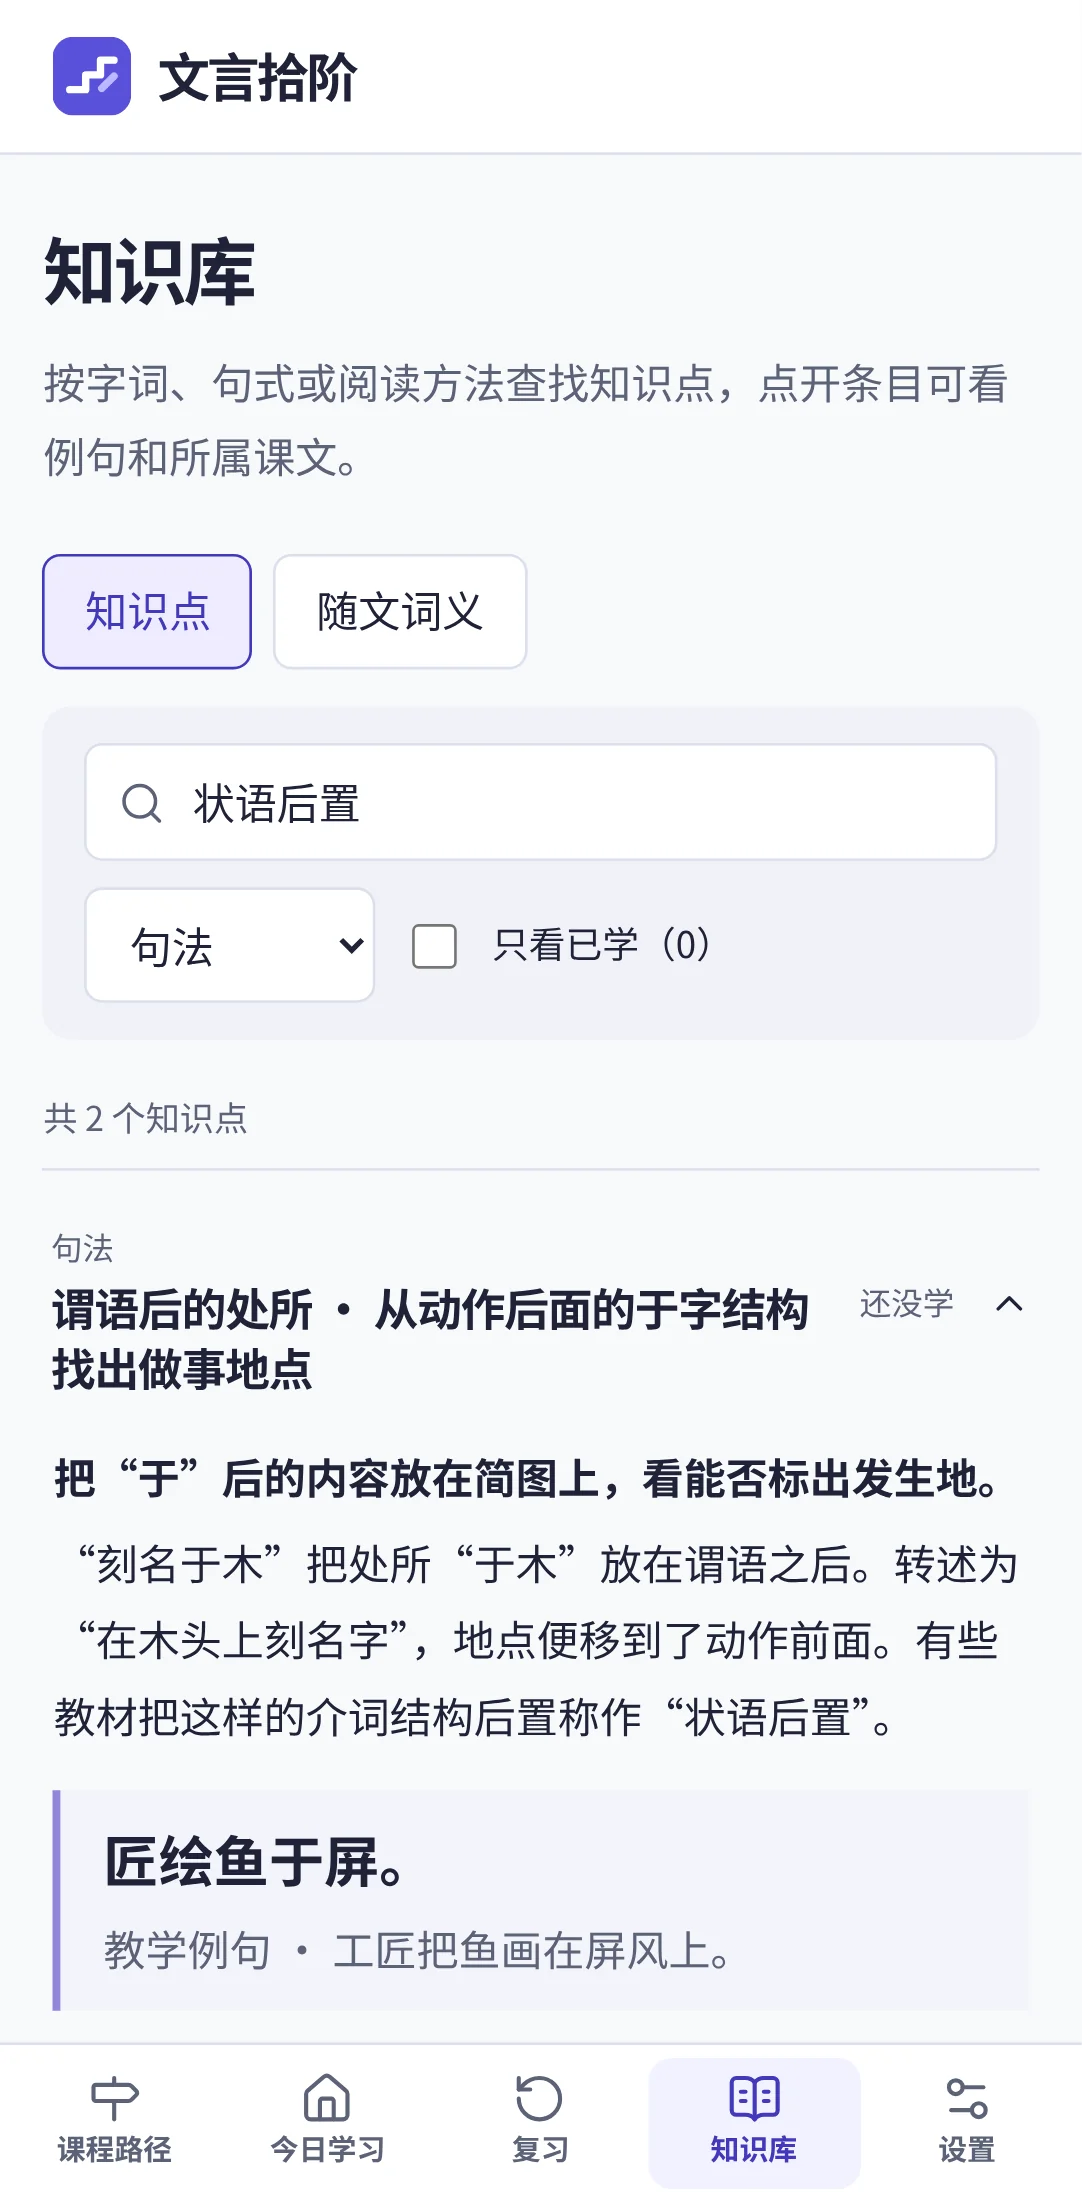 文言拾阶
知识库
按字词、句式或阅读方法查找知识点，点开条目可看
例句和所属课文。
知识点
随文词义
状语后置
句法
只看已学（0）
共 2 个知识点
句法
谓语后的处所 · 从动作后面的于字结构
找出做事地点
还没学
把“于”后的内容放在简图上，看能否标出发生地。
“刻名于木”把处所“于木”放在谓语之后。转述为
“在木头上刻名字”，地点便移到了动作前面。有些
教材把这样的介词结构后置称作“状语后置”。
匠绘鱼于屏。
教学例句 · 工匠把鱼画在屏风上。
课程路径
今日学习
复习
知识库
设置